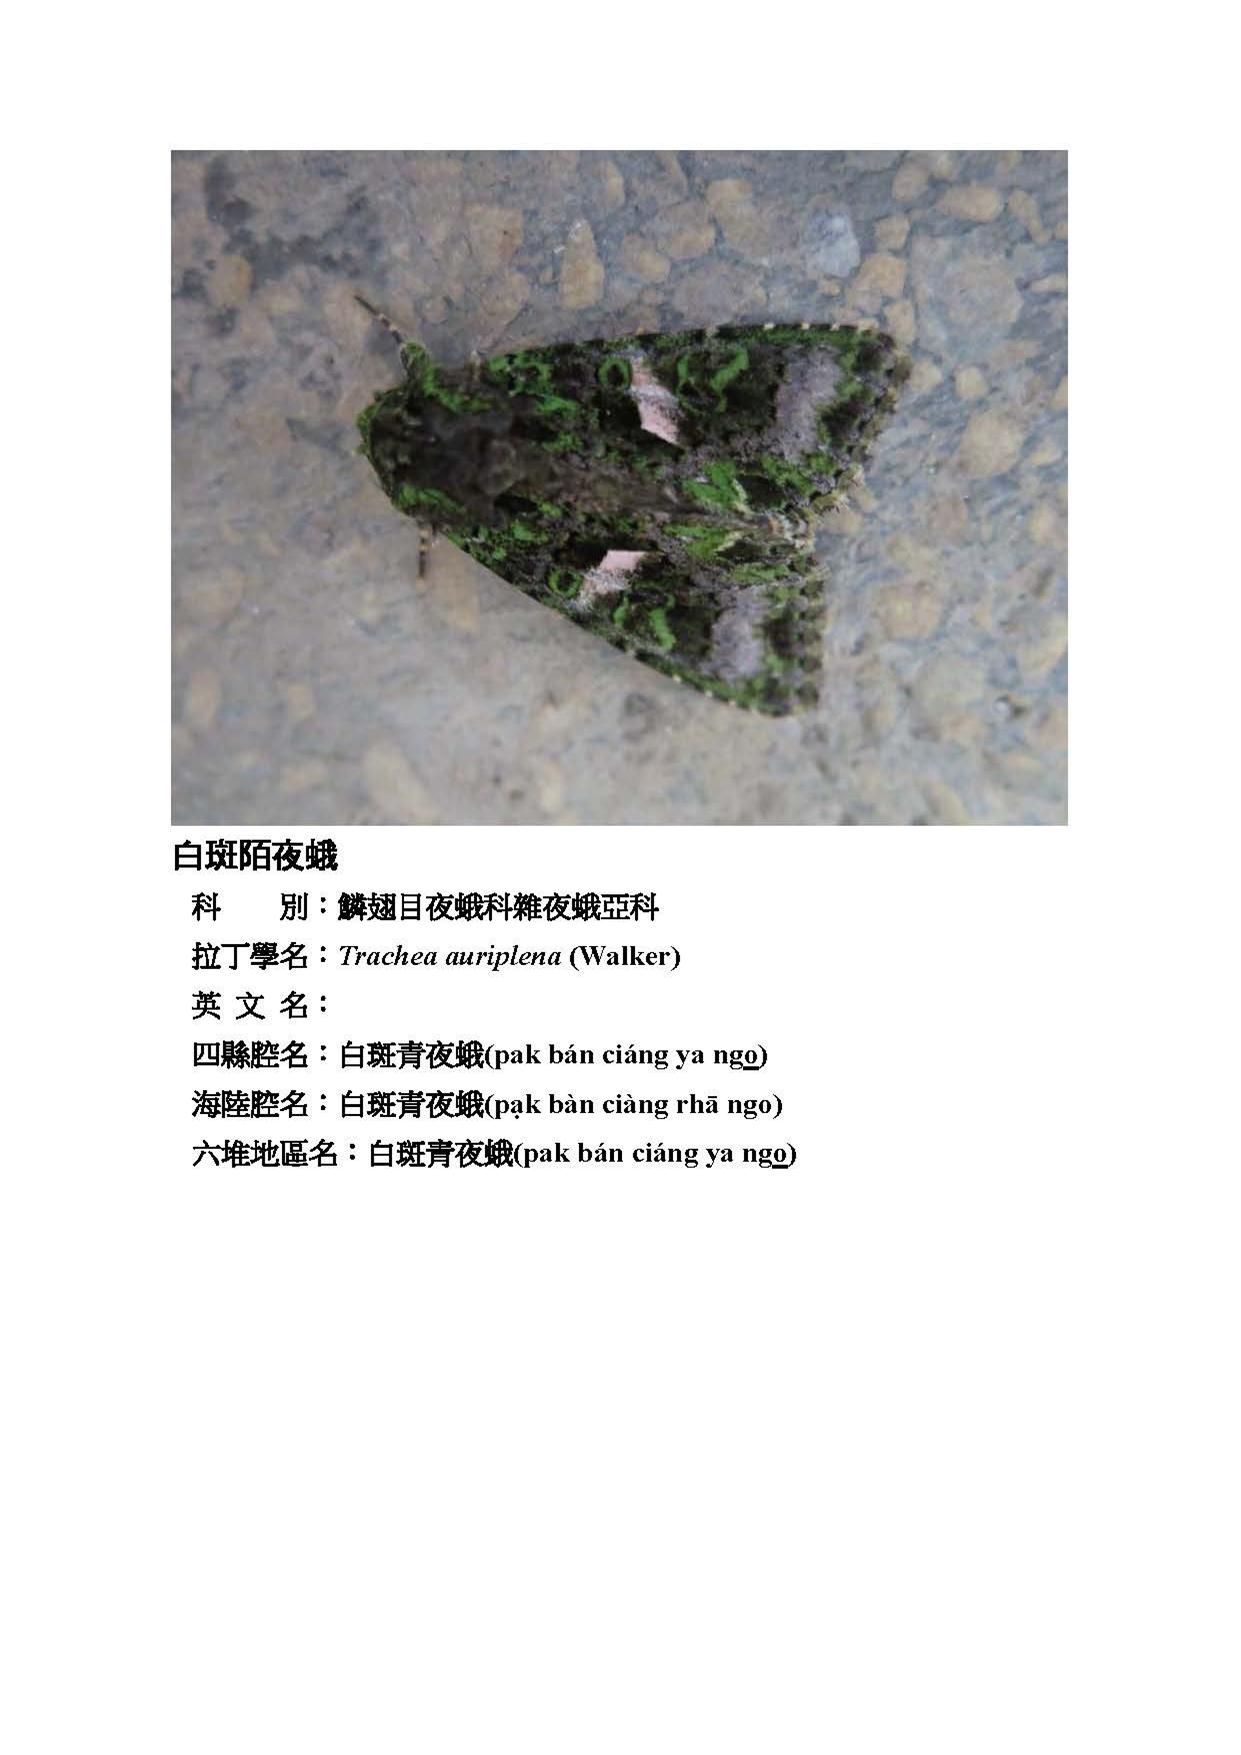 白斑陌夜蛾
科　　別：鱗翅目夜蛾科雜夜蛾亞科
拉丁學名：Trachea auriplena (Walker)
英 文 名：
四縣腔名：白斑青夜蛾(pak bán ciáng ya ngo)
海陸腔名：白斑青夜蛾(pạk bàn ciàng rhā ngo)
六堆地區名：白斑青夜蛾(pak bán ciáng ya ngo)